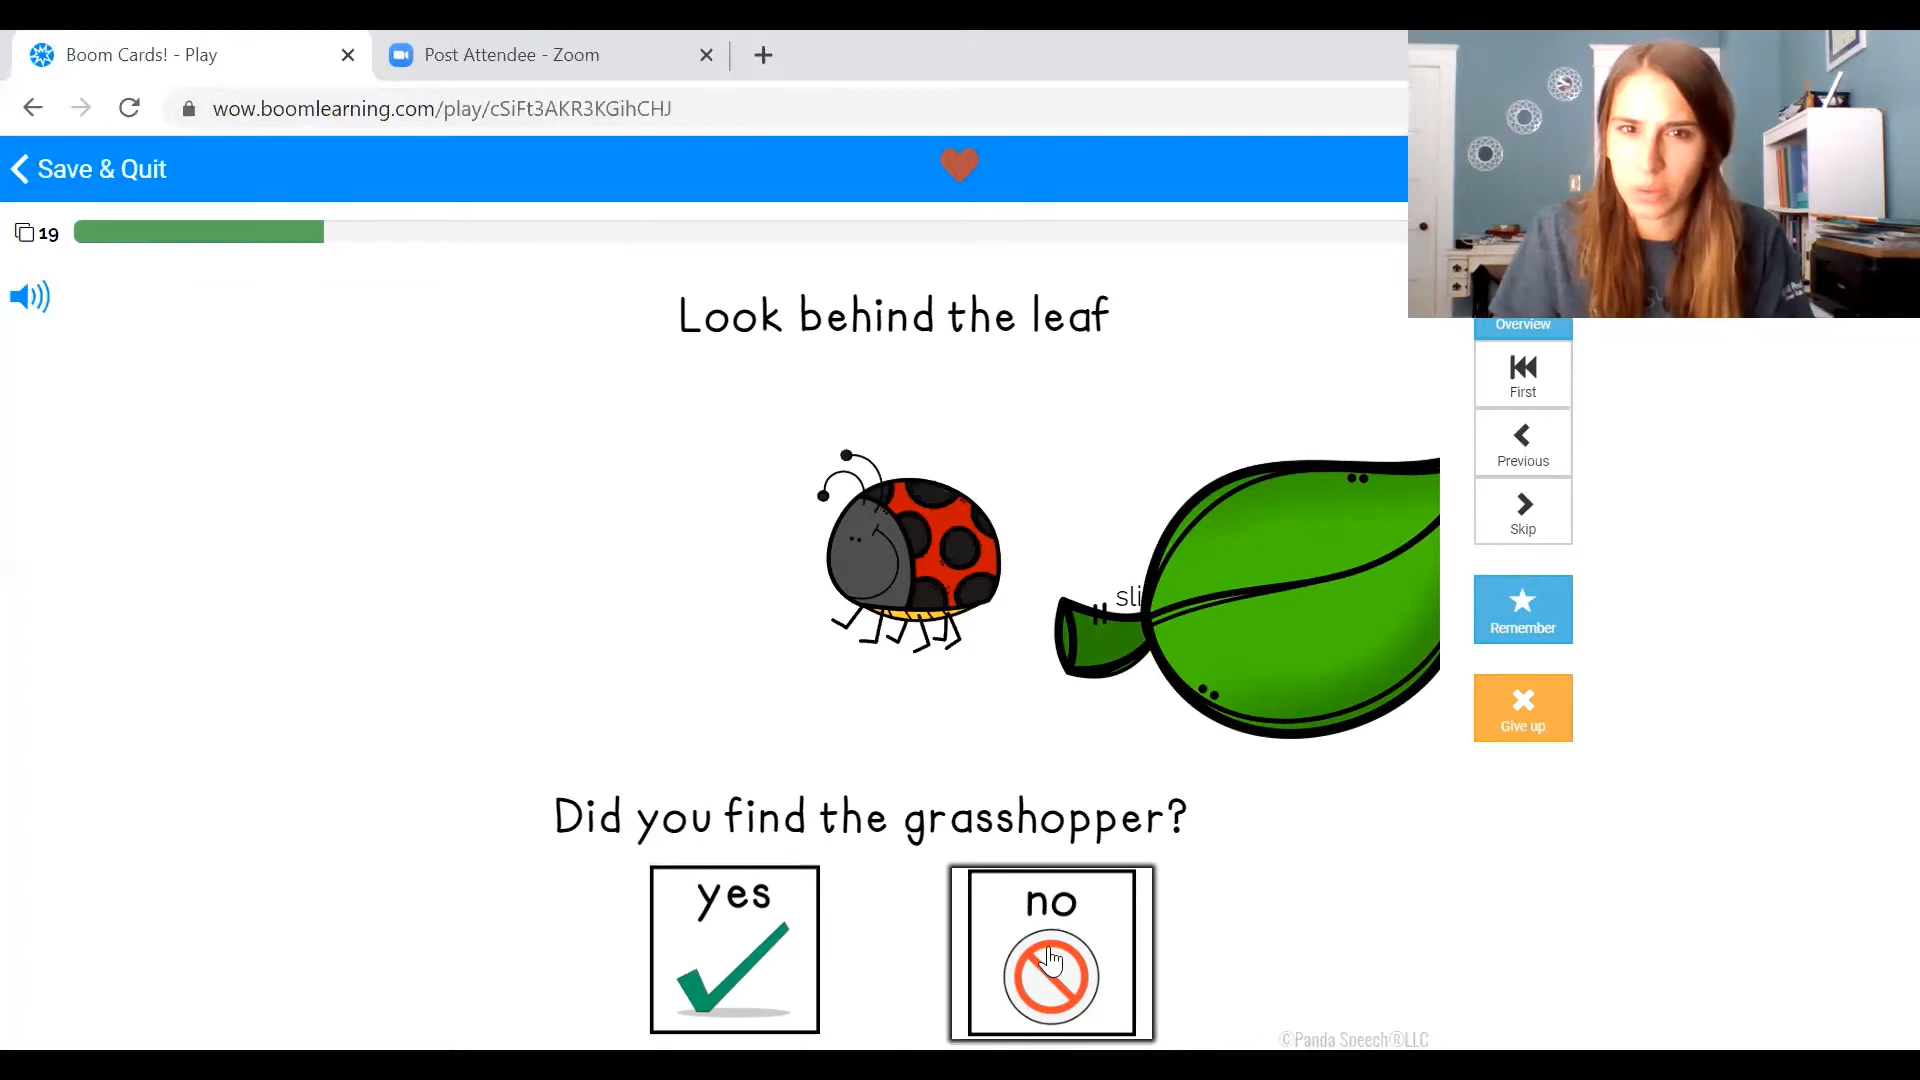 Boom Cards! - Play
Post Attendee - Zoom
wow.boomlearning.com/play/cSiFt3AKR3KGihCHJ
Save & Quit
19
Look behind the leaf
Overview
First
Previous
Skip
sli
Remember
Give up
Did you find the grasshopper?
yes
no
©Panda Speech®LLC